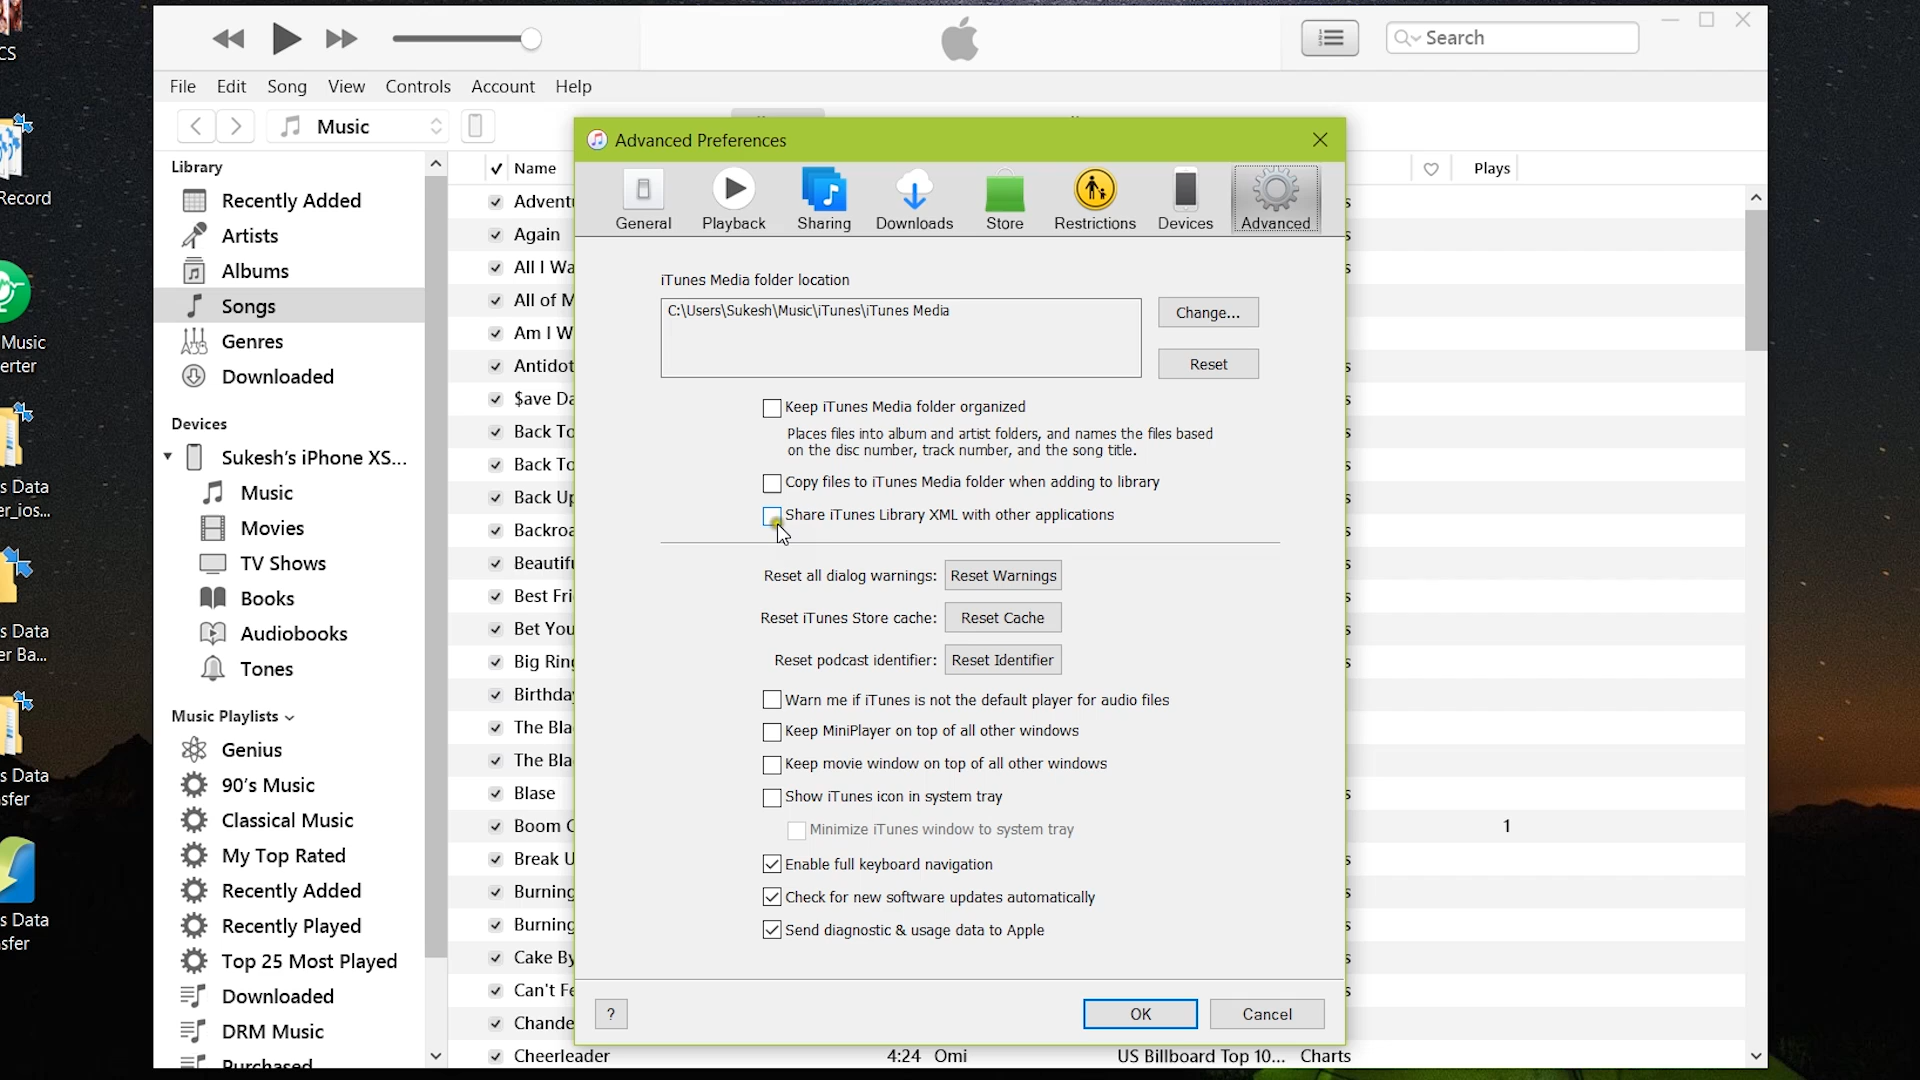 CS
Record
Music
erter
s Data
er_ios...
s Data
er Ba...
s Data
sfer
s Data
sfer
Search
File Edit Song View Controls Account Help
Music
Library
Recently Added
Artists
Albums
Songs
Genres
Downloaded
Devices
Sukesh's iPhone XS...
Music
Movies
TV Shows
Books
Audiobooks
Tones
Music Playlists
Genius
90's Music
Classical Music
My Top Rated
Recently Added
Recently Played
Top 25 Most Played
Downloaded
DRM Music
Purchased
Name Plays
Advent
Again
All I Wa
All of M
Am I W
Antidot
$ave Da
Back To
Back To
Back Up
Backroa
Beautifu
Best Fri
Bet You
Big Ring
Birthday
The Bla
The Bla
Blase
Boom C 1
Break U
Burning
Burning
Cake By
Can't Fe
Chande
Cheerleader 4:24 Omi US Billboard Top 10... Charts
Advanced Preferences
General Playback Sharing Downloads Store Restrictions Devices Advanced
iTunes Media folder location
C:\Users\Sukesh\Music\iTunes\iTunes Media
Change...
Reset
Keep iTunes Media folder organized
Places files into album and artist folders, and names the files based
on the disc number, track number, and the song title.
Copy files to iTunes Media folder when adding to library
Share iTunes Library XML with other applications
Reset all dialog warnings: Reset Warnings
Reset iTunes Store cache: Reset Cache
Reset podcast identifier: Reset Identifier
Warn me if iTunes is not the default player for audio files
Keep MiniPlayer on top of all other windows
Keep movie window on top of all other windows
Show iTunes icon in system tray
Minimize iTunes window to system tray
Enable full keyboard navigation
Check for new software updates automatically
Send diagnostic & usage data to Apple
? OK Cancel